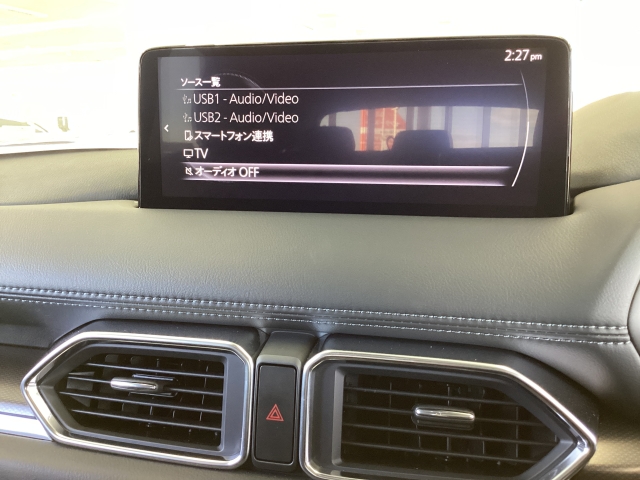 2:27 pm
ソース一覧
USB1 - Audio/Video
USB2 - Audio/Video
スマートフォン連携
TV
オーディオ OFF